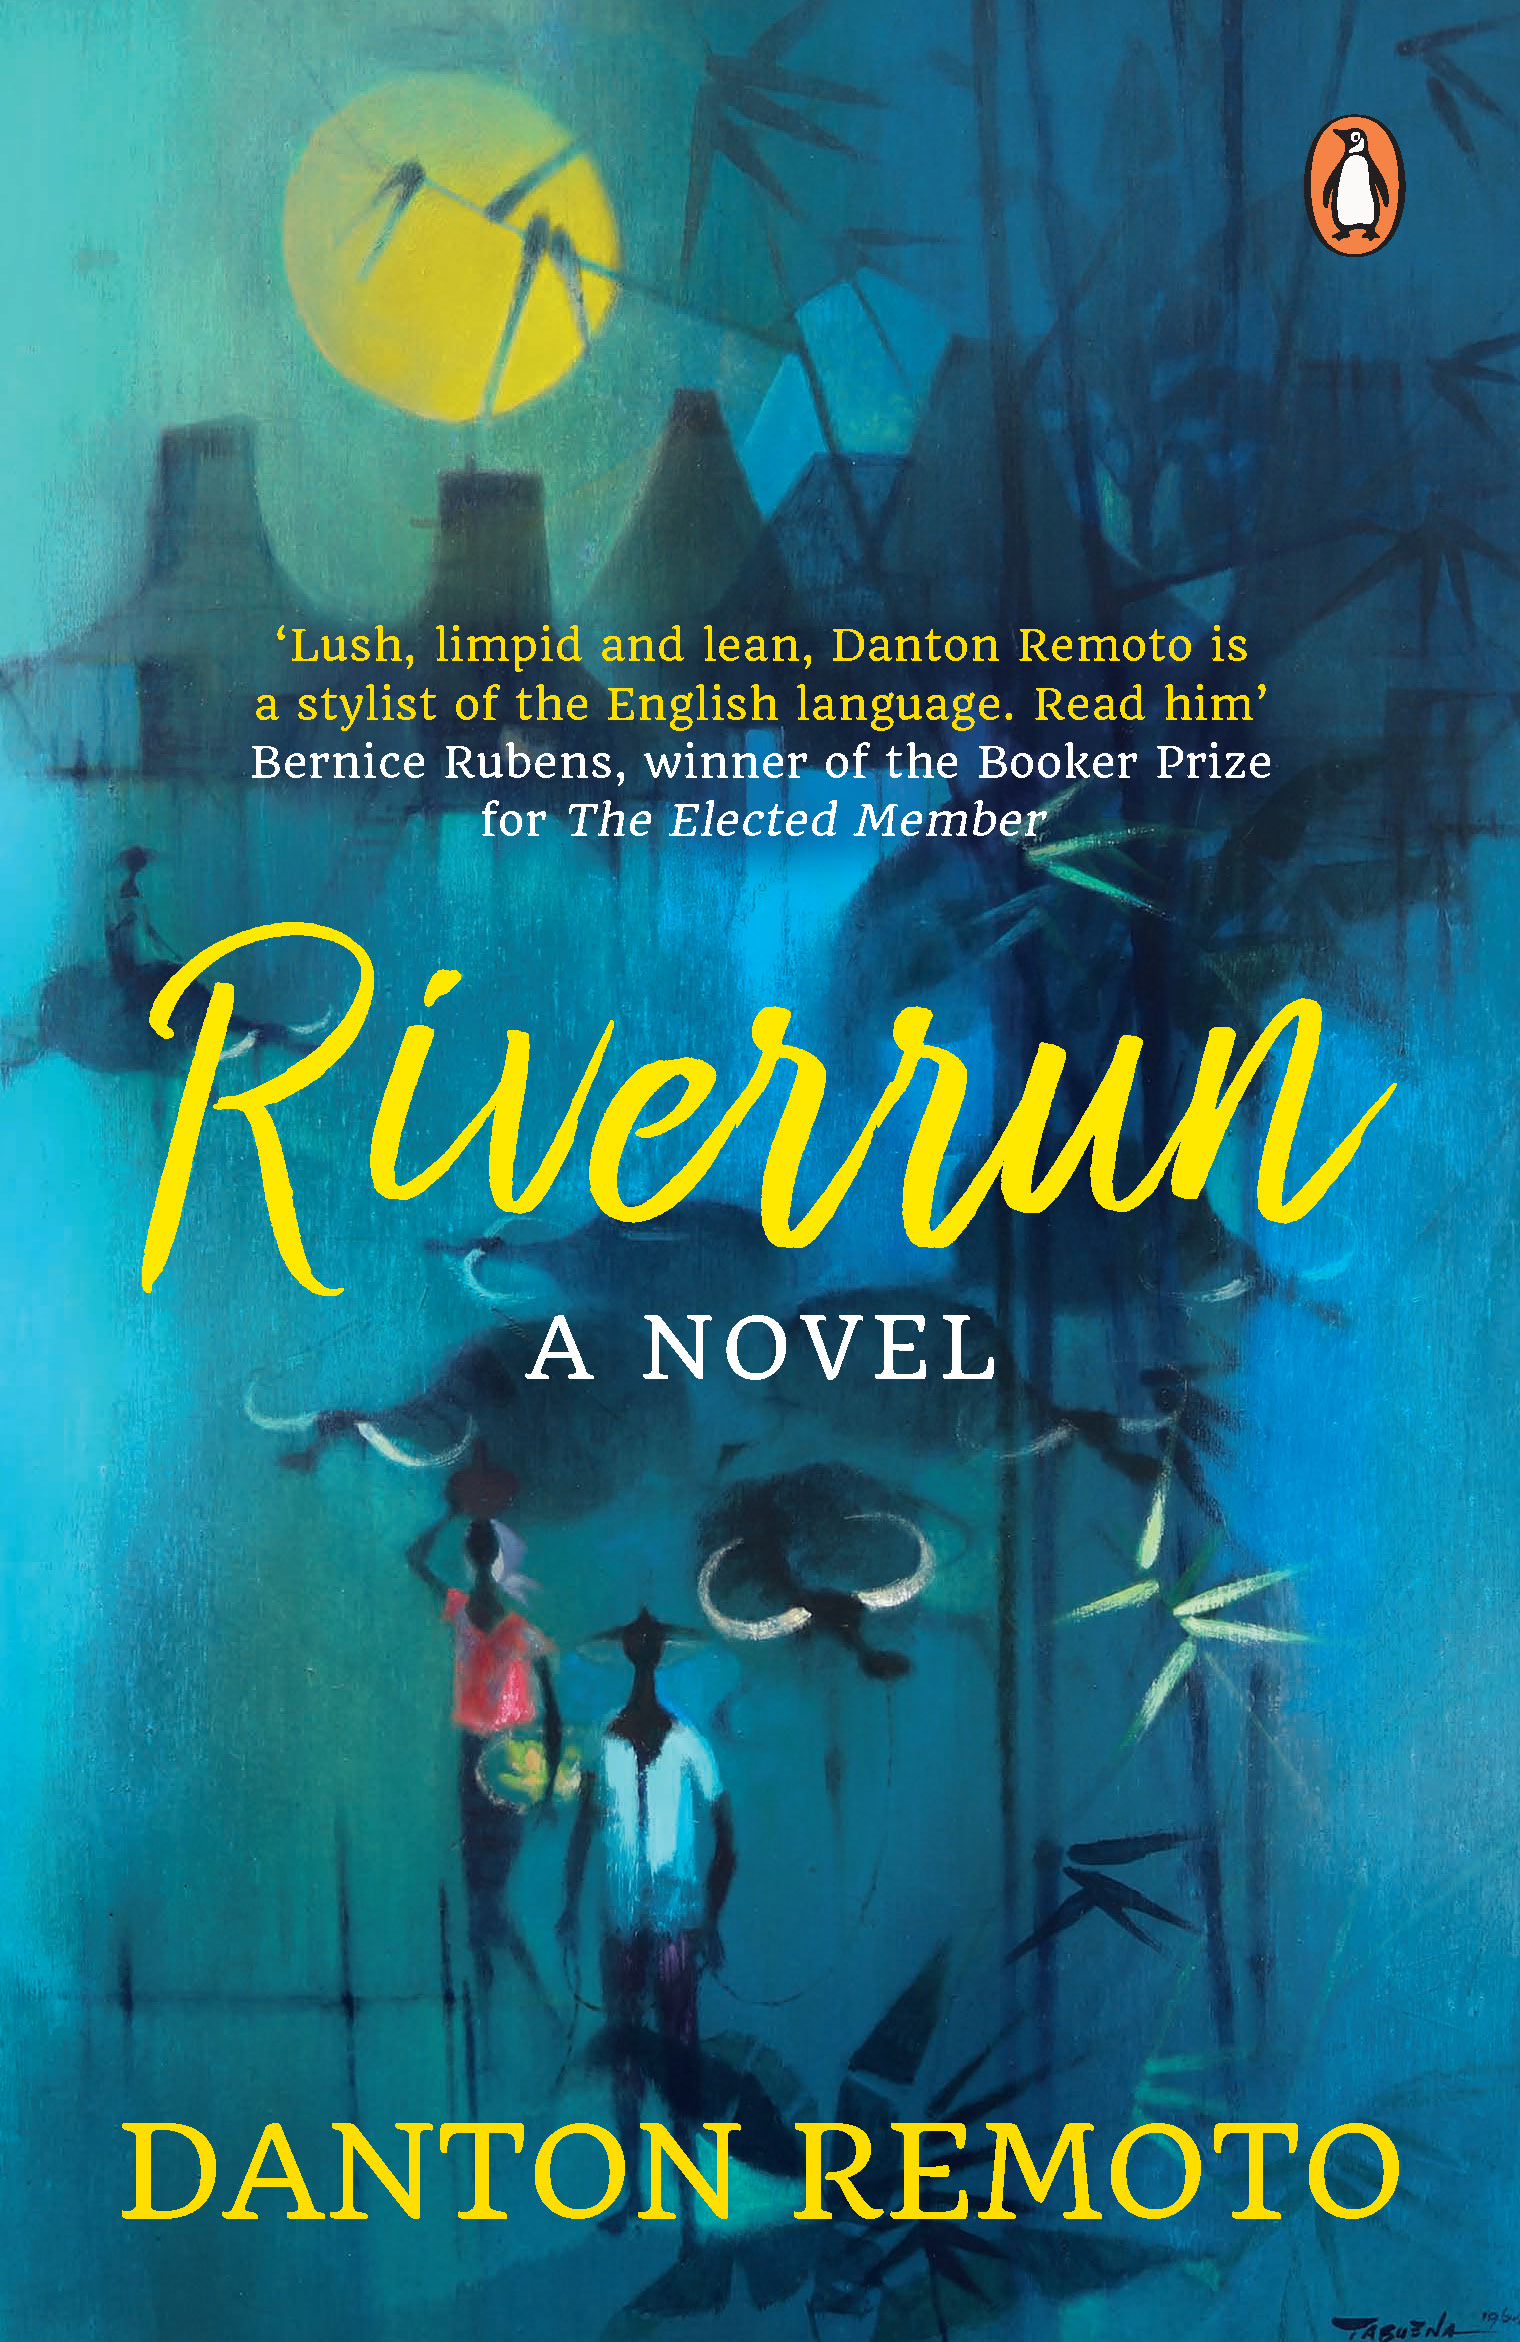 ‘Lush, limpid and lean, Danton Remoto is
a stylist of the English language. Read him’
Bernice Rubens, winner of the Booker Prize
for The Elected Member
Riverrun
A NOVEL
DANTON REMOTO
TABUENA